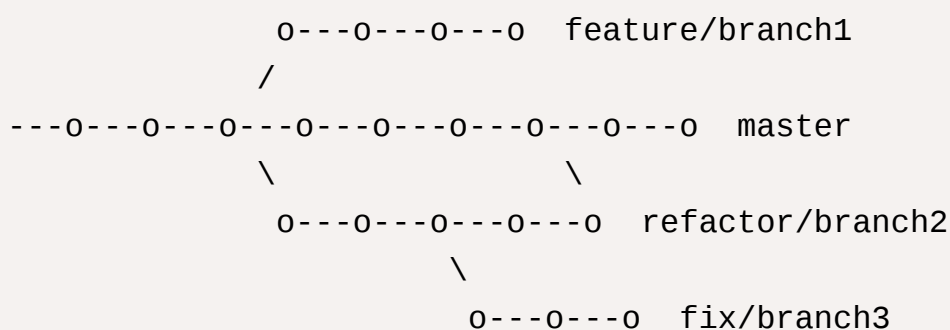 o---o---o---o  feature/branch1
             /
---o---o---o---o---o---o---o---o---o  master
             \               \
              o---o---o---o---o  refactor/branch2
                       \
                        o---o---o  fix/branch3